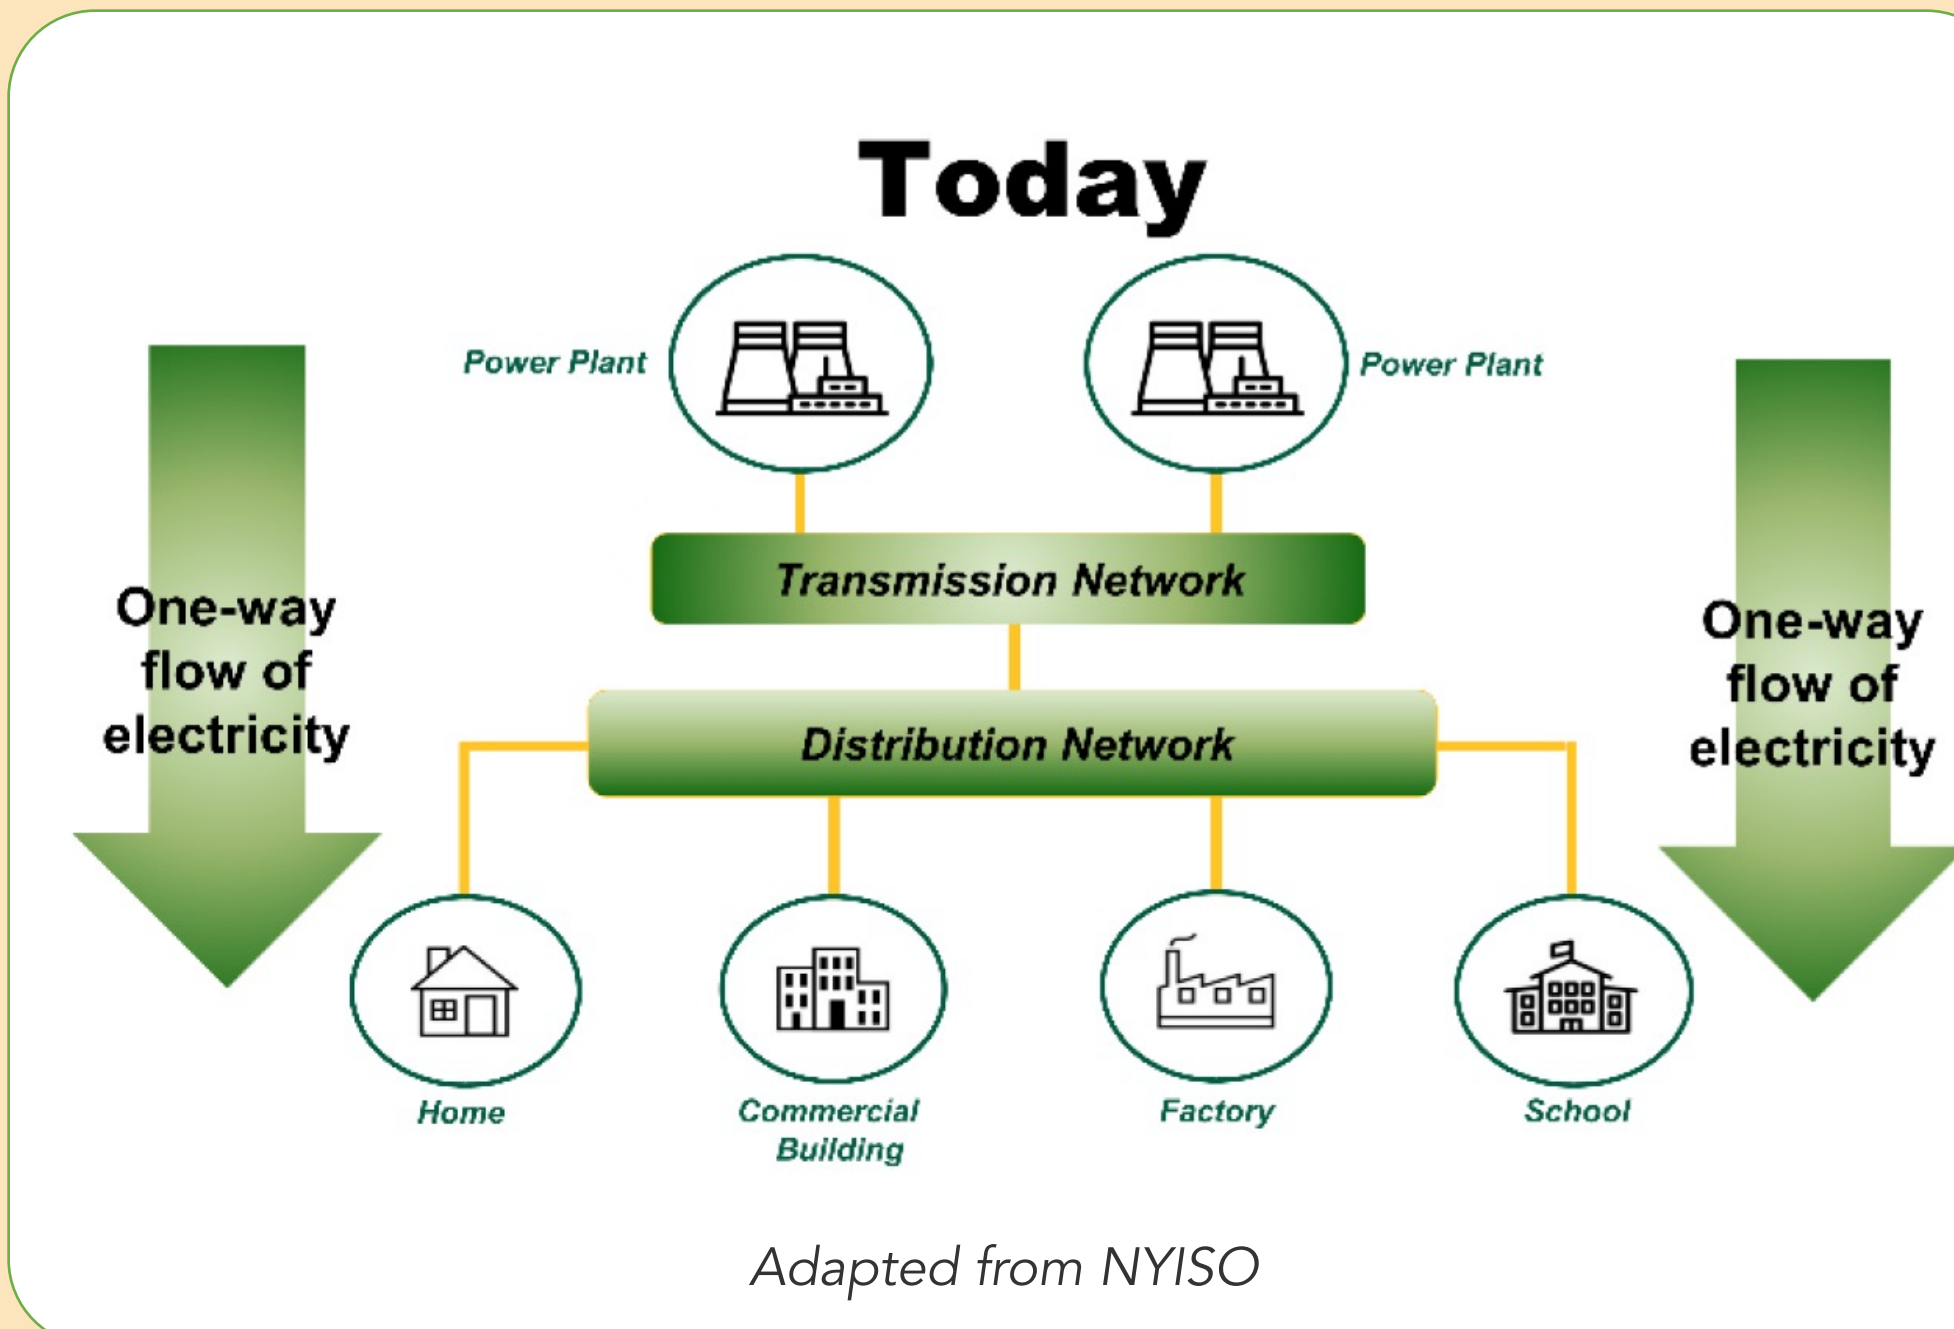 Today
Power Plant
Power Plant
Transmission Network
One-way
flow of
electricity
One-way
flow of
electricity
Distribution Network
Home
Commercial
Building
Factory
School
Adapted from NYISO